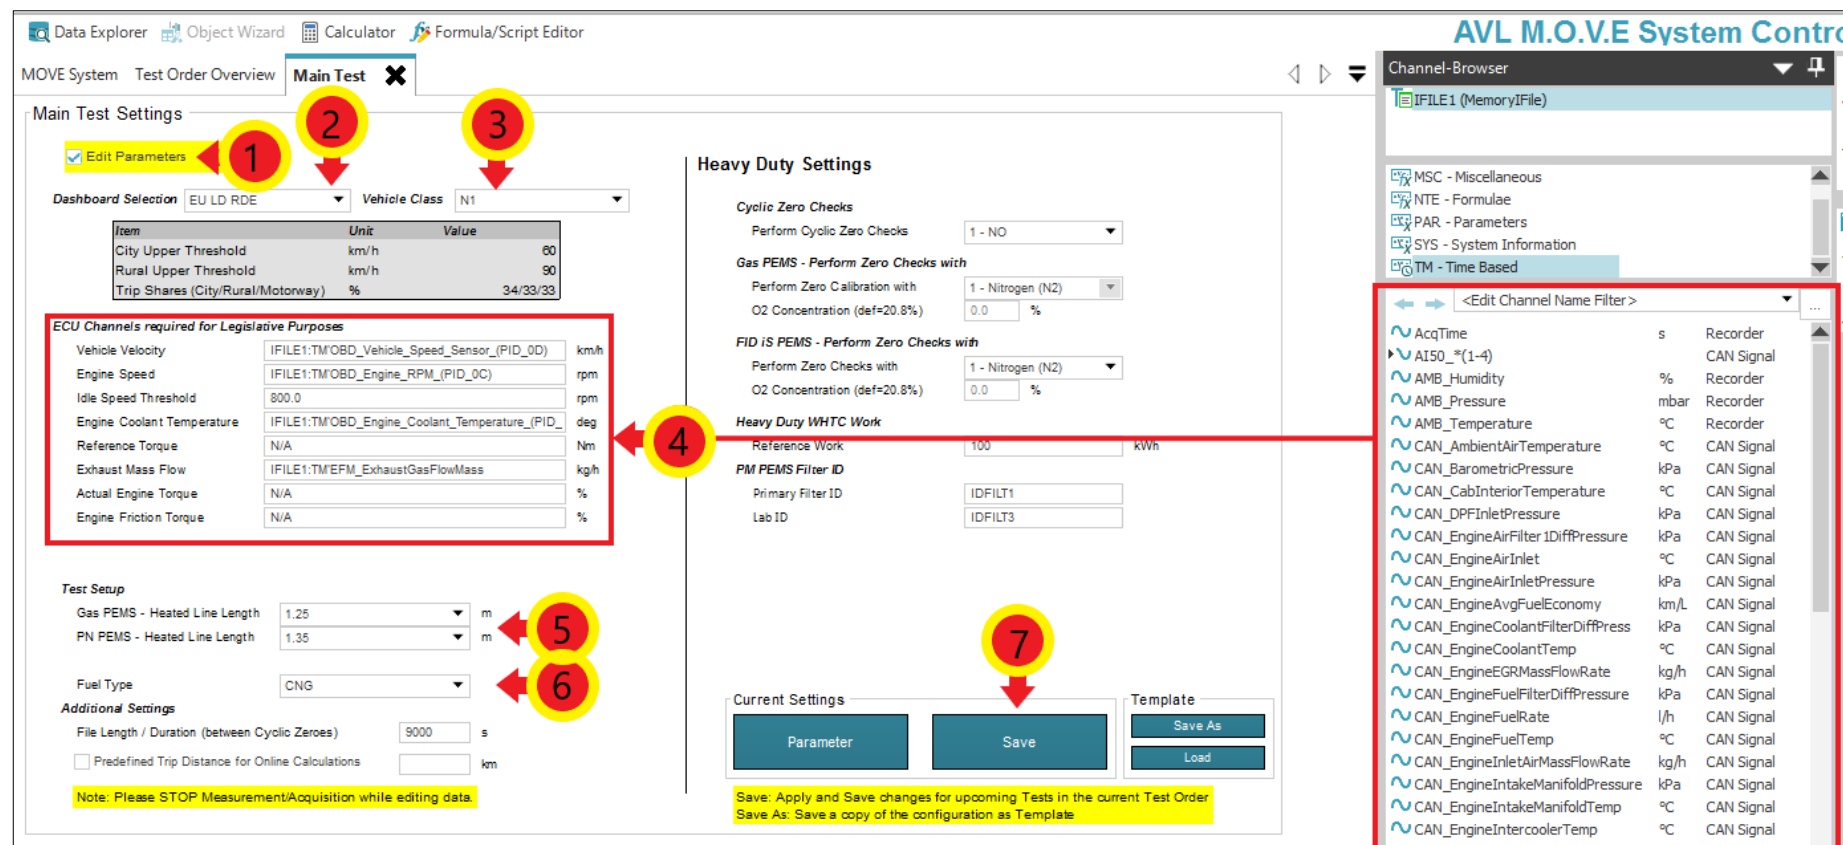 Data Explorer Object Wizard Calculator Formula/Script Editor
AVL M.O.V.E System Contro
MOVE System Test Order Overview Main Test
Main Test Settings
1
2
3
Edit Parameters
Dashboard Selection EU LD RDE Vehicle Class N1
Item Unit Value
City Upper Threshold km/h 60
Rural Upper Threshold km/h 90
Trip Shares (City/Rural/Motorway) % 34/33/33
ECU Channels required for Legislative Purposes
Vehicle Velocity IFILE1:TM'OBD_Vehicle_Speed_Sensor_(PID_0D) km/h
Engine Speed IFILE1:TM'OBD_Engine_RPM_(PID_0C) rpm
Idle Speed Threshold 800.0 rpm
Engine Coolant Temperature IFILE1:TM'OBD_Engine_Coolant_Temperature_(PID_ deg
Reference Torque N/A Nm
Exhaust Mass Flow IFILE1:TM'EFM_ExhaustGasFlowMass kg/h
Actual Engine Torque N/A %
Engine Friction Torque N/A %
4
Test Setup
Gas PEMS - Heated Line Length 1.25 m
PN PEMS - Heated Line Length 1.35 m
5
Fuel Type CNG
6
Additional Settings
File Length / Duration (between Cyclic Zeroes) 9000 s
Predefined Trip Distance for Online Calculations km
Note: Please STOP Measurement/Acquisition while editing data.
Heavy Duty Settings
Cyclic Zero Checks
Perform Cyclic Zero Checks 1 - NO
Gas PEMS - Perform Zero Checks with
Perform Zero Calibration with 1 - Nitrogen (N2)
O2 Concentration (def=20.8%) 0.0 %
FID iS PEMS - Perform Zero Checks with
Perform Zero Checks with 1 - Nitrogen (N2)
O2 Concentration (def=20.8%) 0.0 %
Heavy Duty WHTC Work
Reference Work 100 kWh
PM PEMS Filter ID
Primary Filter ID IDFILT1
Lab ID IDFILT3
7
Current Settings
Parameter Save
Template
Save As
Load
Save: Apply and Save changes for upcoming Tests in the current Test Order
Save As: Save a copy of the configuration as Template
Channel-Browser
IFILE1 (MemoryIFile)
MSC - Miscellaneous
NTE - Formulae
PAR - Parameters
SYS - System Information
TM - Time Based
<Edit Channel Name Filter> ...
AcqTime s Recorder
AI50_*(1-4) CAN Signal
AMB_Humidity % Recorder
AMB_Pressure mbar Recorder
AMB_Temperature °C Recorder
CAN_AmbientAirTemperature °C CAN Signal
CAN_BarometricPressure kPa CAN Signal
CAN_CabInteriorTemperature °C CAN Signal
CAN_DPFInletPressure kPa CAN Signal
CAN_EngineAirFilter1DiffPressure kPa CAN Signal
CAN_EngineAirInlet °C CAN Signal
CAN_EngineAirInletPressure kPa CAN Signal
CAN_EngineAvgFuelEconomy km/L CAN Signal
CAN_EngineCoolantFilterDiffPress kPa CAN Signal
CAN_EngineCoolantTemp °C CAN Signal
CAN_EngineEGRMassFlowRate kg/h CAN Signal
CAN_EngineFuelFilterDiffPressure kPa CAN Signal
CAN_EngineFuelRate l/h CAN Signal
CAN_EngineFuelTemp °C CAN Signal
CAN_EngineInletAirMassFlowRate kg/h CAN Signal
CAN_EngineIntakeManifoldPressure kPa CAN Signal
CAN_EngineIntakeManifoldTemp °C CAN Signal
CAN_EngineIntercoolerTemp °C CAN Signal